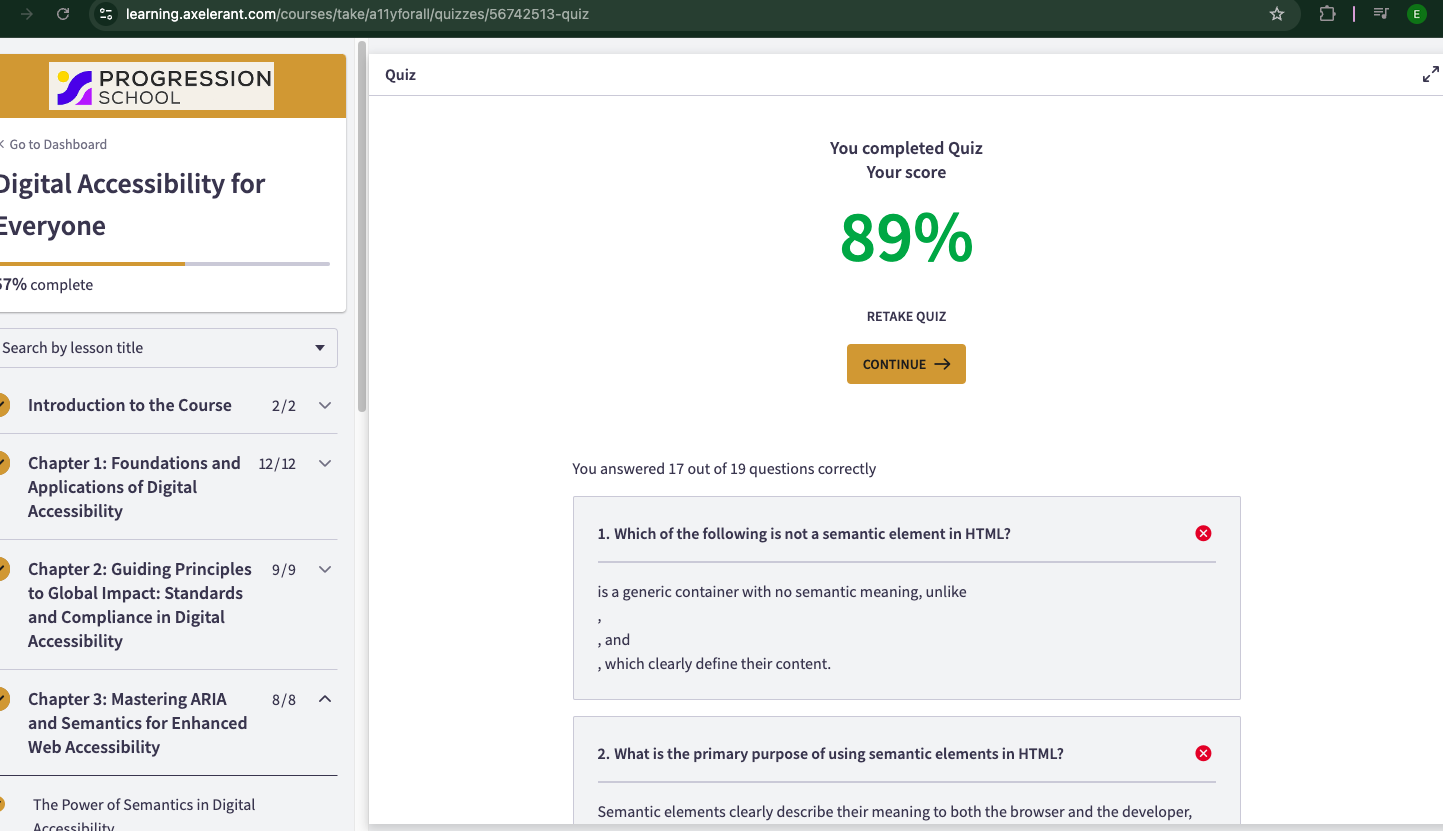 learning.axelerant.com/courses/take/a11yforall/quizzes/56742513-quiz
E
PROGRESSION
SCHOOL
Go to Dashboard
Digital Accessibility for
Everyone
57% complete
Search by lesson title
Introduction to the Course 2/2
Chapter 1: Foundations and 12/12
Applications of Digital
Accessibility
Chapter 2: Guiding Principles 9/9
to Global Impact: Standards
and Compliance in Digital
Accessibility
Chapter 3: Mastering ARIA 8/8
and Semantics for Enhanced
Web Accessibility
The Power of Semantics in Digital
Accessibility
Quiz
You completed Quiz
Your score
89%
RETAKE QUIZ
CONTINUE
You answered 17 out of 19 questions correctly
1. Which of the following is not a semantic element in HTML?
is a generic container with no semantic meaning, unlike
,
, and
, which clearly define their content.
2. What is the primary purpose of using semantic elements in HTML?
Semantic elements clearly describe their meaning to both the browser and the developer,